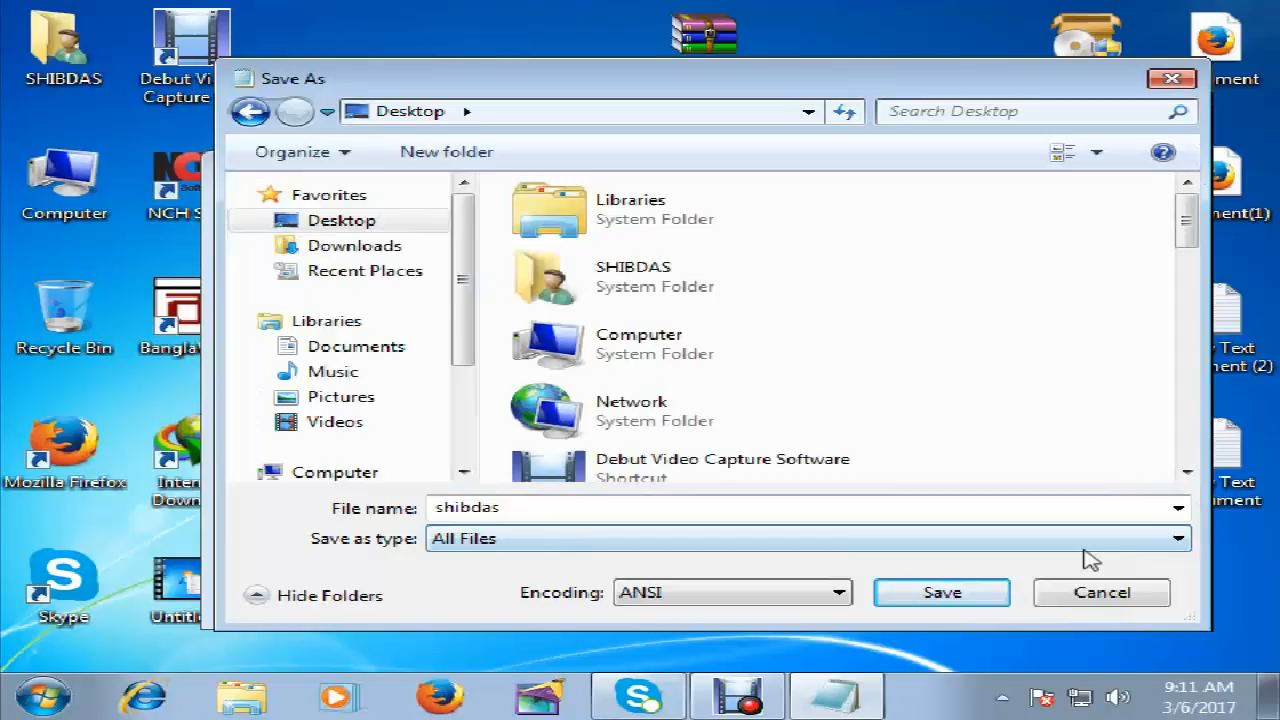 SHIBDAS
Debut Vi
Capture
ment
Save As
Desktop
Search Desktop
Organize
New folder
Computer
NCH S
ment(1)
Recycle Bin
Bangla
Text
ment (2)
Mozilla Firefox
Inter
Down
Text
ument
Skype
Untitl
Favorites
Desktop
Downloads
Recent Places
Libraries
Documents
Music
Pictures
Videos
Computer
Libraries
System Folder
SHIBDAS
System Folder
Computer
System Folder
Network
System Folder
Debut Video Capture Software
Shortcut
File name: shibdas
Save as type: All Files
Hide Folders
Encoding: ANSI
Save
Cancel
9:11 AM
3/6/2017